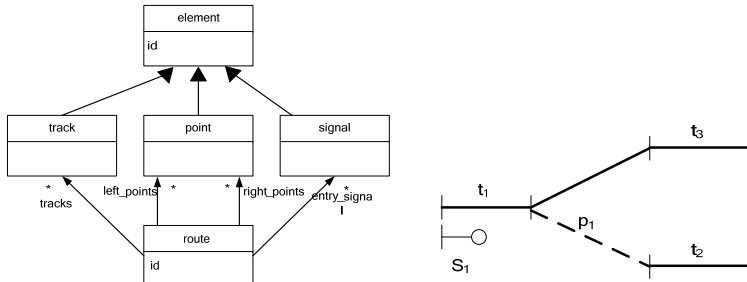 element
id
track
point
signal
*
left_points
*
*
right_points
*
tracks
entry_signa
l
route
id
t3
t1
p1
S1
t2